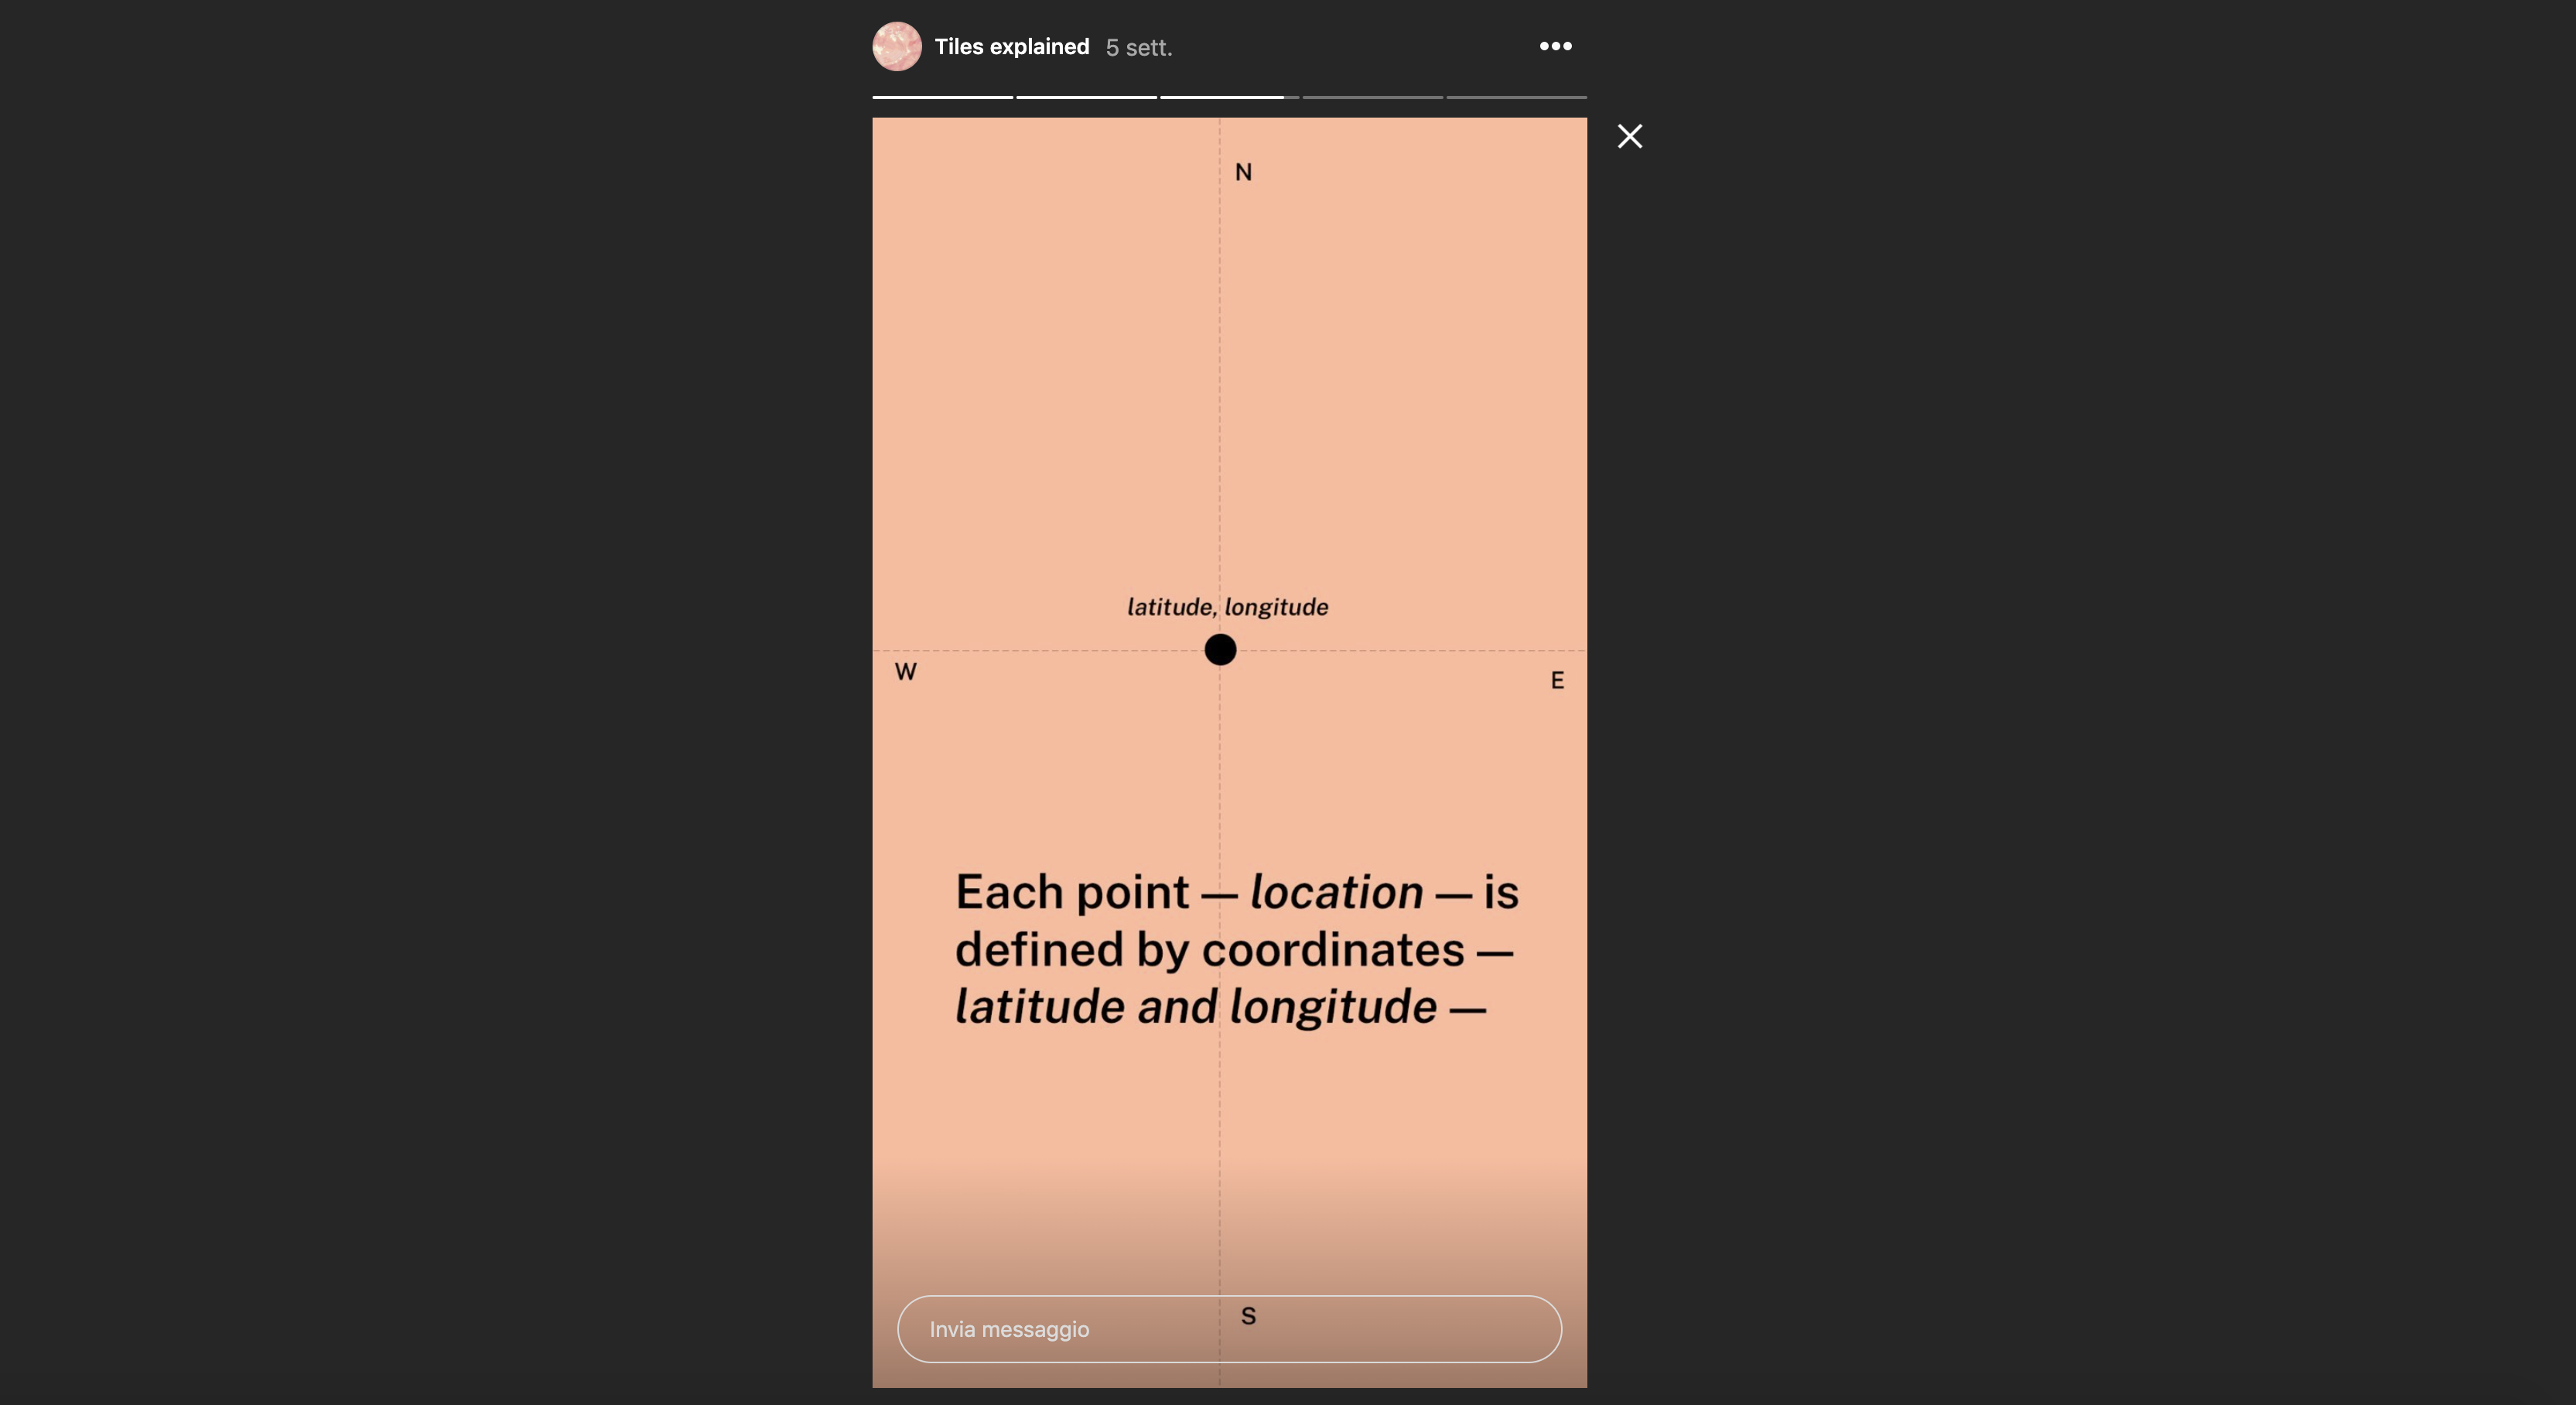 Tiles explained 5 sett.
N
latitude, longitude
W
E
Each point — location — is
defined by coordinates —
latitude and longitude —
S
Invia messaggio